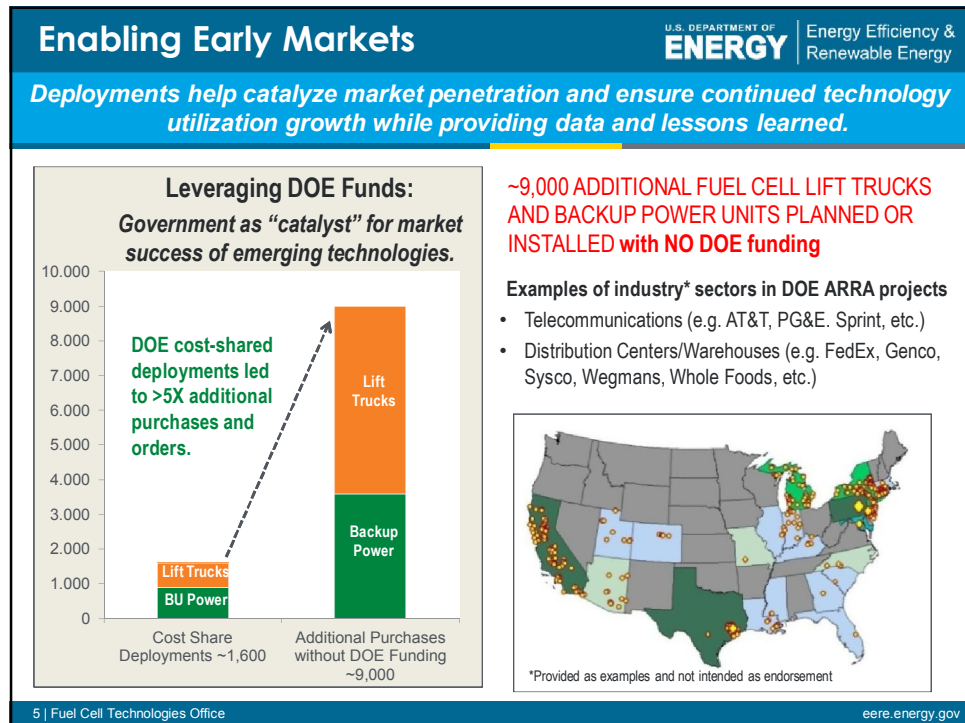 Enabling Early Markets
U.S. DEPARTMENT OF
ENERGY
Energy Efficiency &
Renewable Energy
Deployments help catalyze market penetration and ensure continued technology
utilization growth while providing data and lessons learned.
Leveraging DOE Funds:
Government as “catalyst” for market
success of emerging technologies.
10.000
9.000
8.000
7.000
6.000
5.000
4.000
3.000
2.000
1.000
0
DOE cost-shared
deployments led
to >5X additional
purchases and
orders.
Lift
Trucks
Backup
Power
Lift Trucks
BU Power
Cost Share
Deployments ~1,600
Additional Purchases
without DOE Funding
~9,000
~9,000 ADDITIONAL FUEL CELL LIFT TRUCKS
AND BACKUP POWER UNITS PLANNED OR
INSTALLED with NO DOE funding
Examples of industry* sectors in DOE ARRA projects
• Telecommunications (e.g. AT&T, PG&E. Sprint, etc.)
• Distribution Centers/Warehouses (e.g. FedEx, Genco,
Sysco, Wegmans, Whole Foods, etc.)
*Provided as examples and not intended as endorsement
5 | Fuel Cell Technologies Office
eere.energy.gov